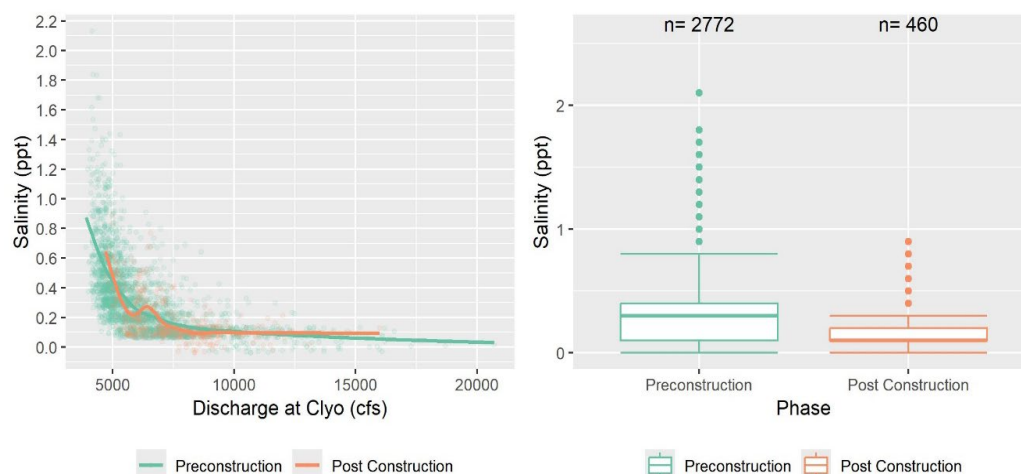 2.2
2.0
1.8
1.6
1.4
1.2
1.0
0.8
0.6
0.4
0.2
0.0
Salinity (ppt)
5000 10000 15000 20000
Discharge at Clyo (cfs)
Preconstruction Post Construction
n= 2772 n= 460
2
1
0
Salinity (ppt)
Preconstruction Post Construction
Phase
Preconstruction Post Construction